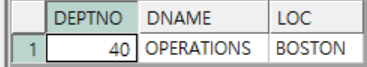 DEPTNO DNAME LOC
1 40 OPERATIONS BOSTON